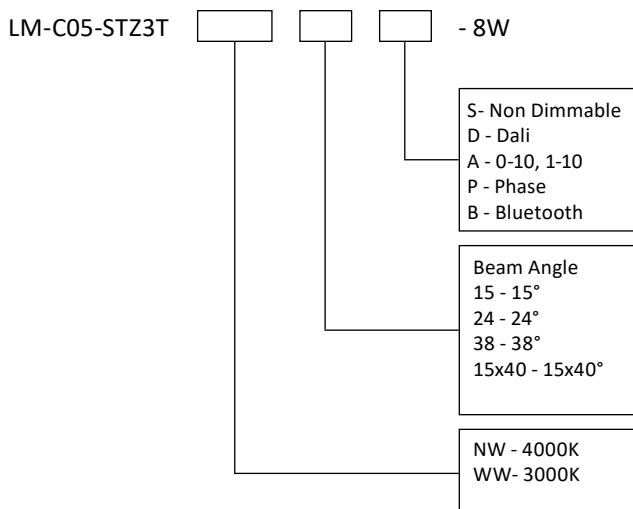 LM-C05-STZ3T - 8W
S- Non Dimmable
D - Dali
A - 0-10, 1-10
P - Phase
B - Bluetooth
Beam Angle
15 - 15°
24 - 24°
38 - 38°
15x40 - 15x40°
NW - 4000K
WW- 3000K